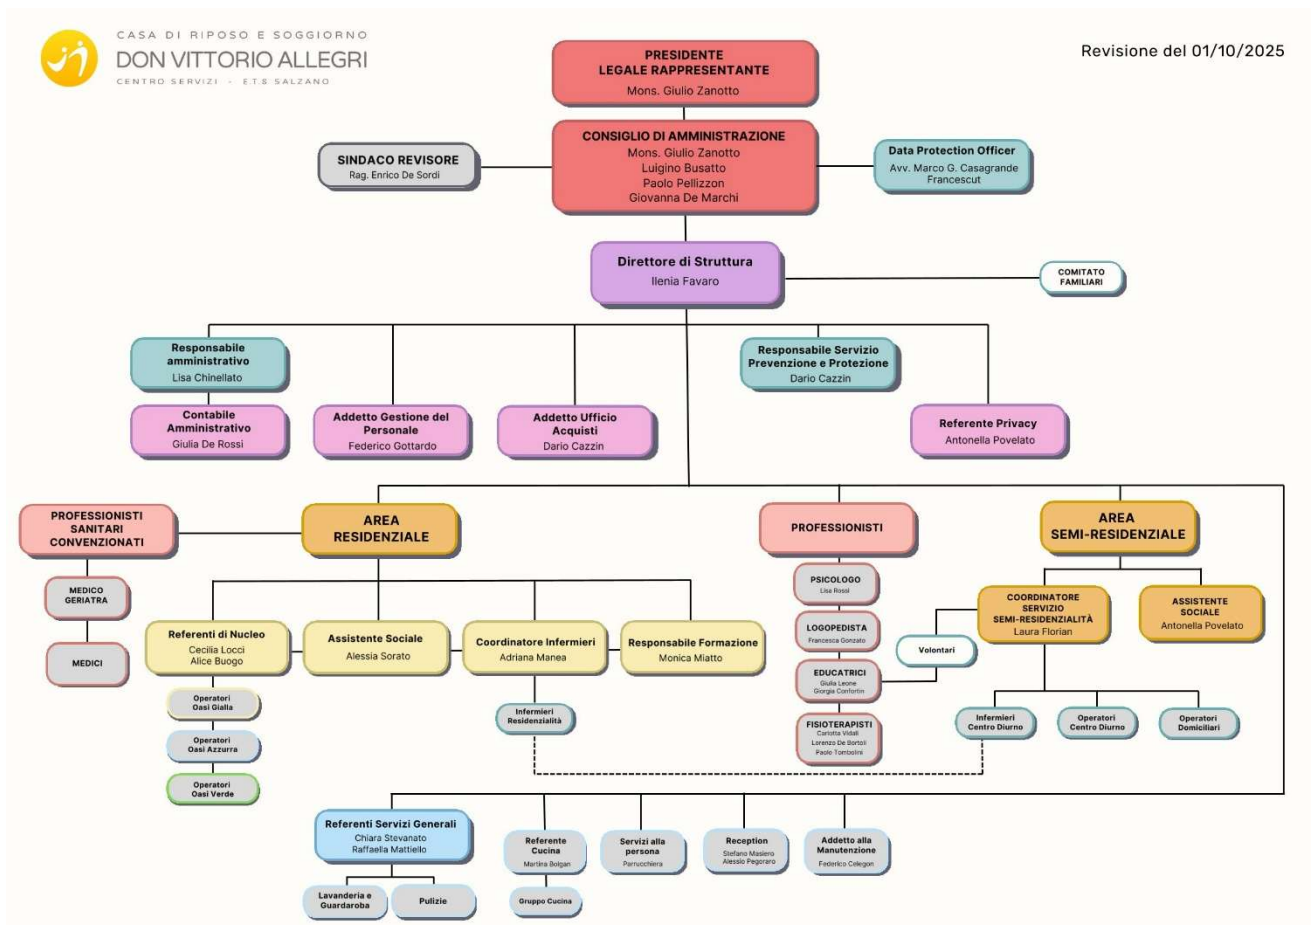 CASA DI RIPOSO E SOGGIORNO
DON VITTORIO ALLEGRI
CENTRO SERVIZI - E.T.S SALZANO
Revisione del 01/10/2025
PRESIDENTE
LEGALE RAPPRESENTANTE
Mons. Giulio Zanotto
CONSIGLIO DI AMMINISTRAZIONE
Mons. Giulio Zanotto
Luigino Busatto
Paolo Pellizzon
Giovanna De Marchi
SINDACO REVISORE
Rag. Enrico De Sordi
Data Protection Officer
Avv. Marco G. Casagrande
Francescut
Direttore di Struttura
Ilenia Favaro
COMITATO
FAMILIARI
Responsabile
amministrativo
Lisa Chinellato
Responsabile Servizio
Prevenzione e Protezione
Dario Cazzin
Contabile
Amministrativo
Giulia De Rossi
Addetto Gestione del
Personale
Federico Gottardo
Addetto Ufficio
Acquisti
Dario Cazzin
Referente Privacy
Antonella Povelato
PROFESSIONISTI
SANITARI
CONVENZIONATI
AREA
RESIDENZIALE
PROFESSIONISTI
AREA
SEMI-RESIDENZIALE
MEDICO
GERIATRA
MEDICI
Referenti di Nucleo
Cecilia Locci
Alice Buogo
Assistente Sociale
Alessia Sorato
Coordinatore Infermieri
Adriana Manea
Responsabile Formazione
Monica Miatto
Operatori
Oasi Gialla
Operatori
Oasi Azzurra
Operatori
Oasi Verde
Infermieri
Residenzialità
PSICOLOGO
Lisa Rossi
LOGOPEDISTA
Francesca Gonzato
EDUCATRICI
Giulia Leone
Giorgia Confortin
FISIOTERAPISTI
Carlotta Vidali
Lorenzo De Bortoli
Paolo Tombolini
Volontari
COORDINATORE
SERVIZIO
SEMI-RESIDENZIALITÀ
Laura Florian
ASSISTENTE
SOCIALE
Antonella Povelato
Infermieri
Centro Diurno
Operatori
Centro Diurno
Operatori
Domiciliari
Referenti Servizi Generali
Chiara Stevanato
Raffaella Mattiello
Referente
Cucina
Martina Bolgan
Servizi alla
persona
Parrucchiera
Reception
Stefano Masiero
Alessio Pegoraro
Addetto alla
Manutenzione
Federico Celegon
Lavanderia e
Guardaroba
Pulizie
Gruppo Cucina